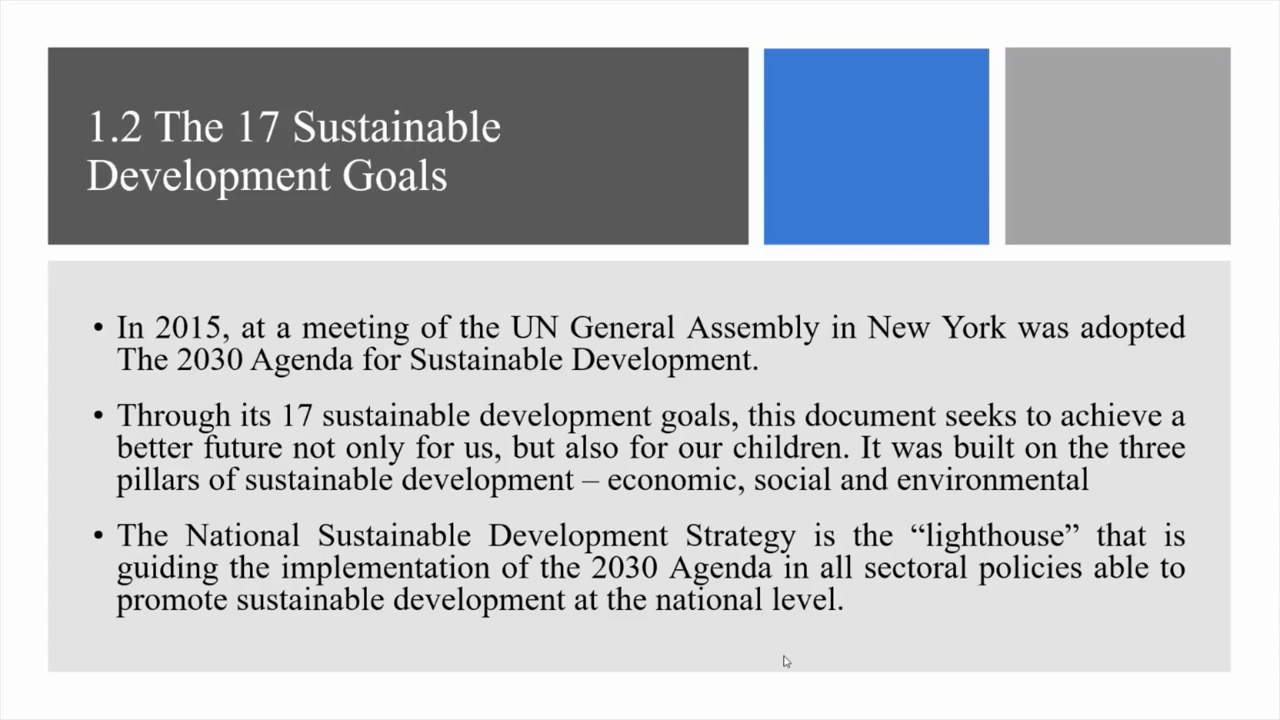 1.2 The 17 Sustainable
Development Goals
• In 2015, at a meeting of the UN General Assembly in New York was adopted
The 2030 Agenda for Sustainable Development.
• Through its 17 sustainable development goals, this document seeks to achieve a
better future not only for us, but also for our children. It was built on the three
pillars of sustainable development – economic, social and environmental
• The National Sustainable Development Strategy is the “lighthouse” that is
guiding the implementation of the 2030 Agenda in all sectoral policies able to
promote sustainable development at the national level.